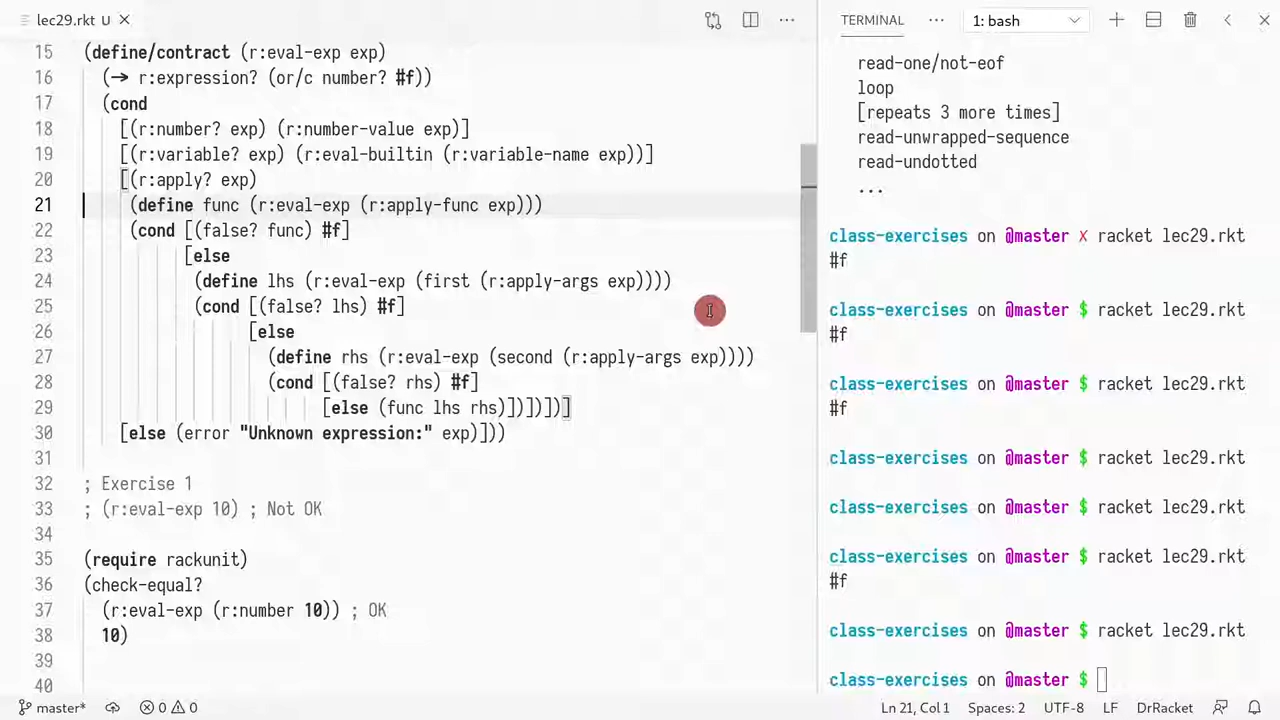 lec29.rkt U
15 (define/contract (r:eval-exp exp)
16 (→ r:expression? (or/c number? #f))
17 (cond
18 [(r:number? exp) (r:number-value exp)]
19 [(r:variable? exp) (r:eval-builtin (r:variable-name exp))]
20 [(r:apply? exp)
21 (define func (r:eval-exp (r:apply-func exp)))
22 (cond [(false? func) #f]
23 [else
24 (define lhs (r:eval-exp (first (r:apply-args exp))))
25 (cond [(false? lhs) #f]
26 [else
27 (define rhs (r:eval-exp (second (r:apply-args exp))))
28 (cond [(false? rhs) #f]
29 [else (func lhs rhs)])])])]
30 [else (error "Unknown expression:" exp)]))
31
32 ; Exercise 1
33 ; (r:eval-exp 10) ; Not OK
34
35 (require rackunit)
36 (check-equal?
37 (r:eval-exp (r:number 10)) ; OK
38 10)
39
40
TERMINAL ··· 1: bash
read-one/not-eof
loop
[repeats 3 more times]
read-unwrapped-sequence
read-undotted
...
class-exercises on @master ✗ racket lec29.rkt
#f
class-exercises on @master $ racket lec29.rkt
#f
class-exercises on @master $ racket lec29.rkt
#f
class-exercises on @master $ racket lec29.rkt
class-exercises on @master $ racket lec29.rkt
class-exercises on @master $ racket lec29.rkt
#f
class-exercises on @master $ racket lec29.rkt
class-exercises on @master $
master* 0 0 Ln 21, Col 1 Spaces: 2 UTF-8 LF DrRacket